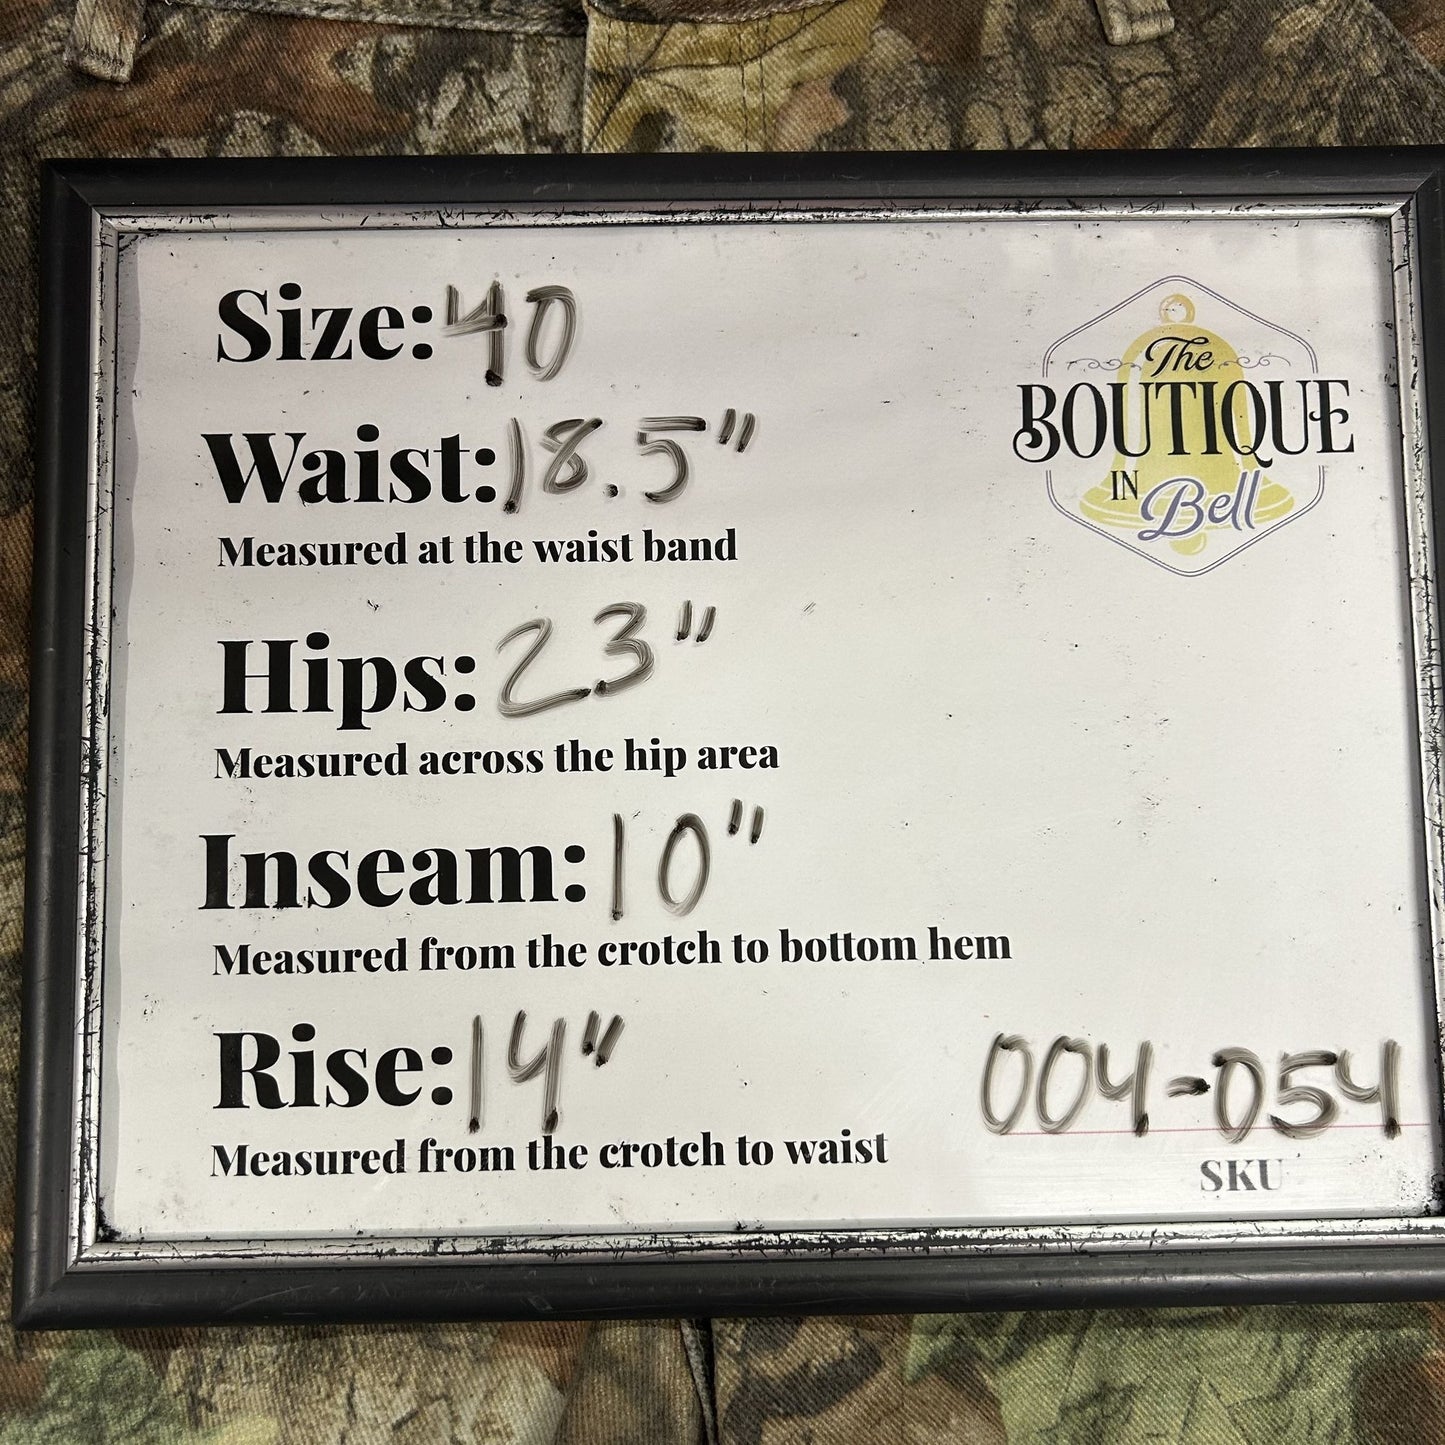 Size: 40
The
BOUTIQUE
IN
Bell
Waist: 18.5"
Measured at the waist band
Hips: 23"
Measured across the hip area
Inseam: 10"
Measured from the crotch to bottom hem
Rise: 14"
Measured from the crotch to waist
004-054
SKU